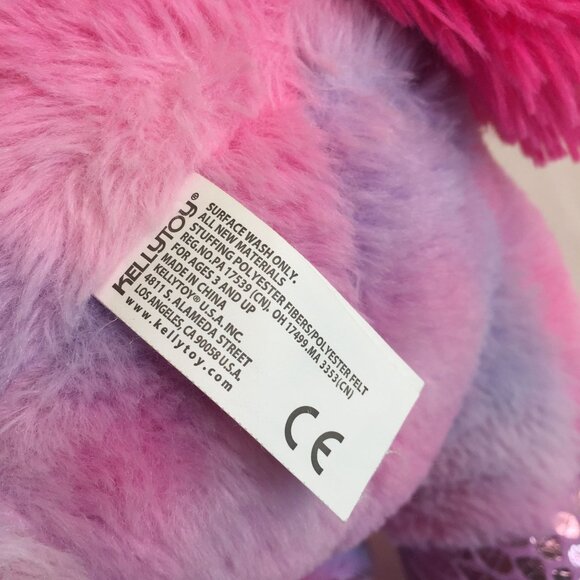 KELLYTOY®
SURFACE WASH ONLY.
ALL NEW MATERIALS
STUFFING POLYESTER FIBERS/POLYESTER FELT
REG.NO.PA 17539 (CN). OH 17499.MA 3353(CN)
FOR AGES 3 AND UP
MADE IN CHINA
KELLYTOY® U.S.A, INC.
4811 S. ALAMEDA STREET
LOS ANGELES, CA 90058 U.S.A.
www.kellytoy.com
CE